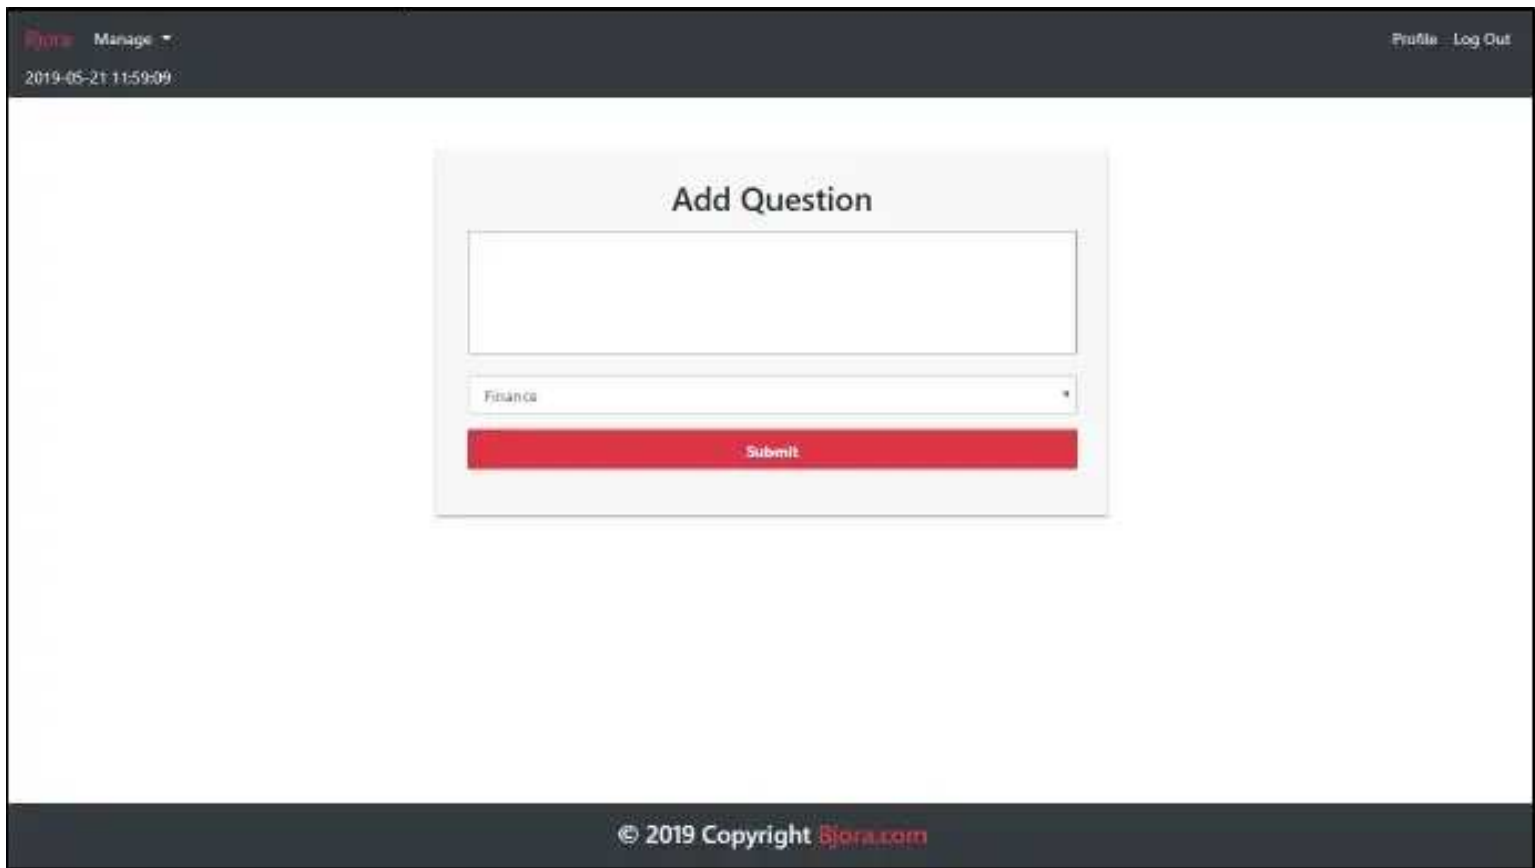 Bjora Manage Profile Log Out
2019-05-21 11:59:09
Add Question
Finance
Submit
© 2019 Copyright Bjora.com